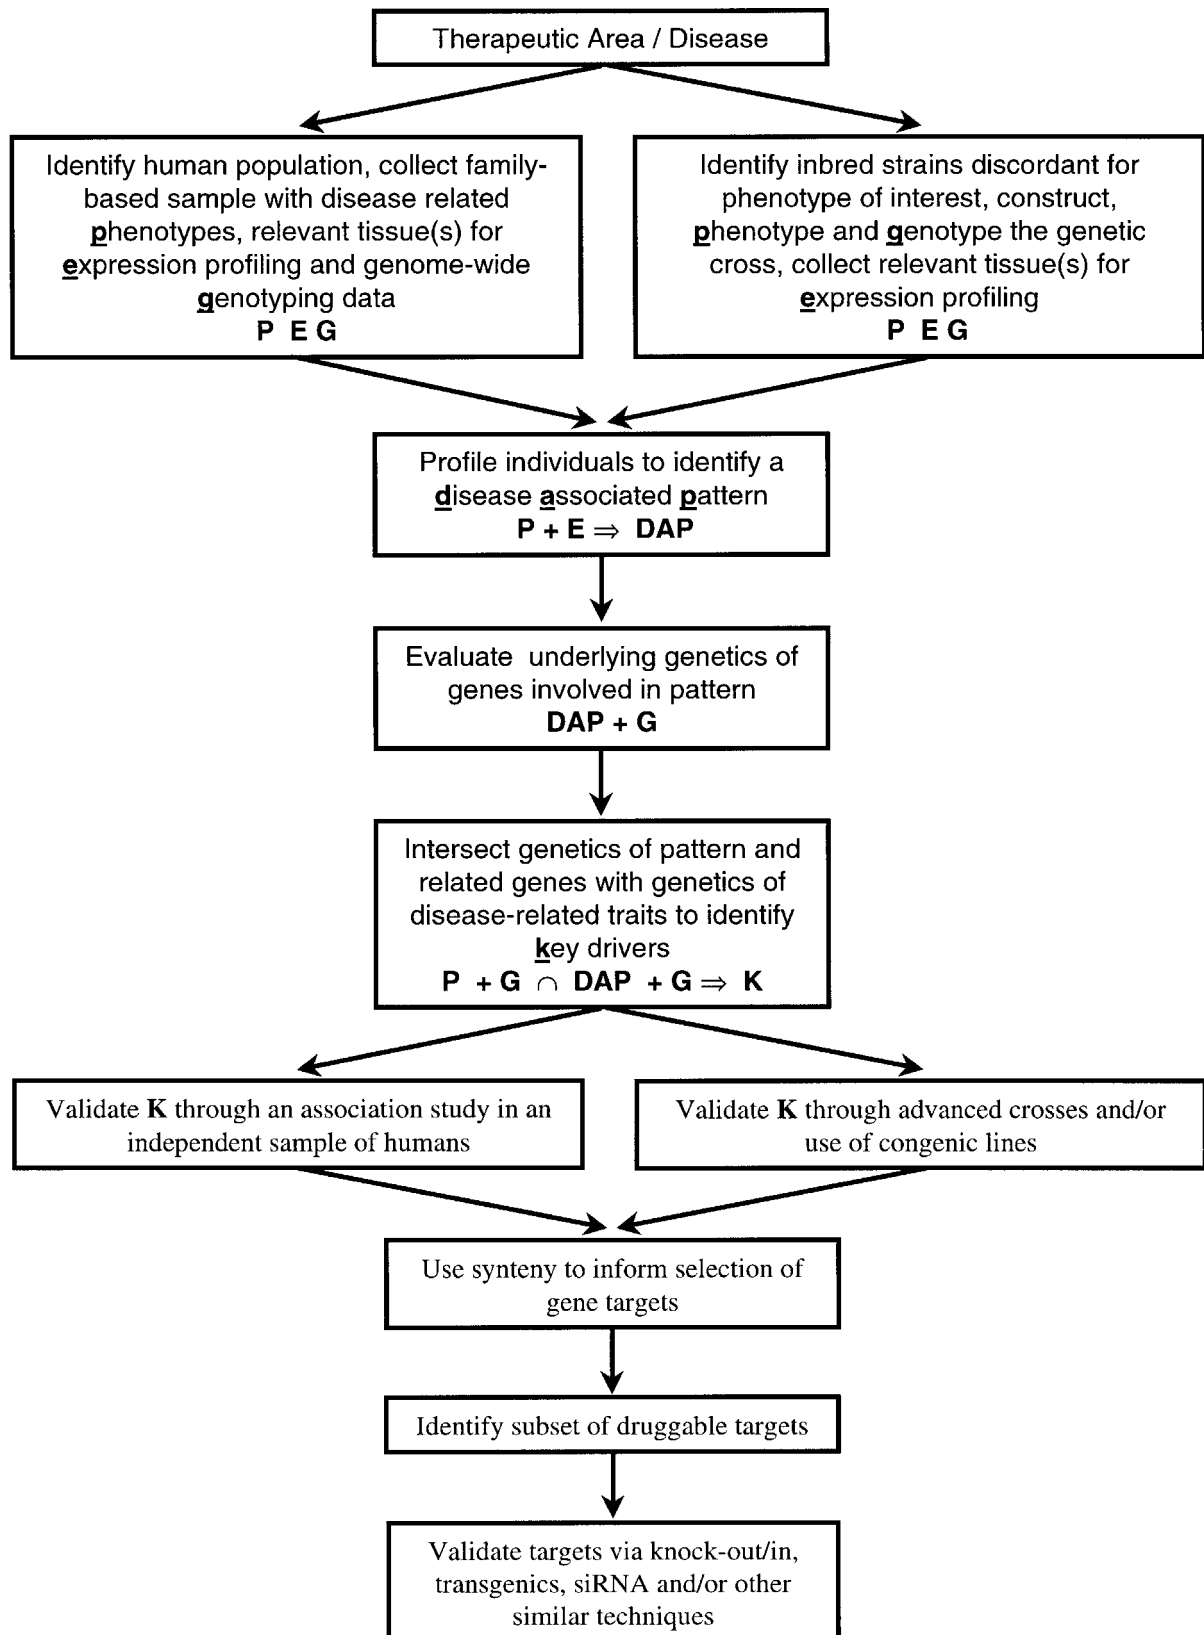 Therapeutic Area / Disease
Identify human population, collect family-
based sample with disease related
phenotypes, relevant tissue(s) for
expression profiling and genome-wide
genotyping data
P E G
Identify inbred strains discordant for
phenotype of interest, construct,
phenotype and genotype the genetic
cross, collect relevant tissue(s) for
expression profiling
P E G
Profile individuals to identify a
disease associated pattern
P + E ⇒ DAP
Evaluate underlying genetics of
genes involved in pattern
DAP + G
Intersect genetics of pattern and
related genes with genetics of
disease-related traits to identify
key drivers
P + G ∩ DAP + G ⇒ K
Validate K through an association study in an
independent sample of humans
Validate K through advanced crosses and/or
use of congenic lines
Use synteny to inform selection of
gene targets
Identify subset of druggable targets
Validate targets via knock-out/in,
transgenics, siRNA and/or other
similar techniques